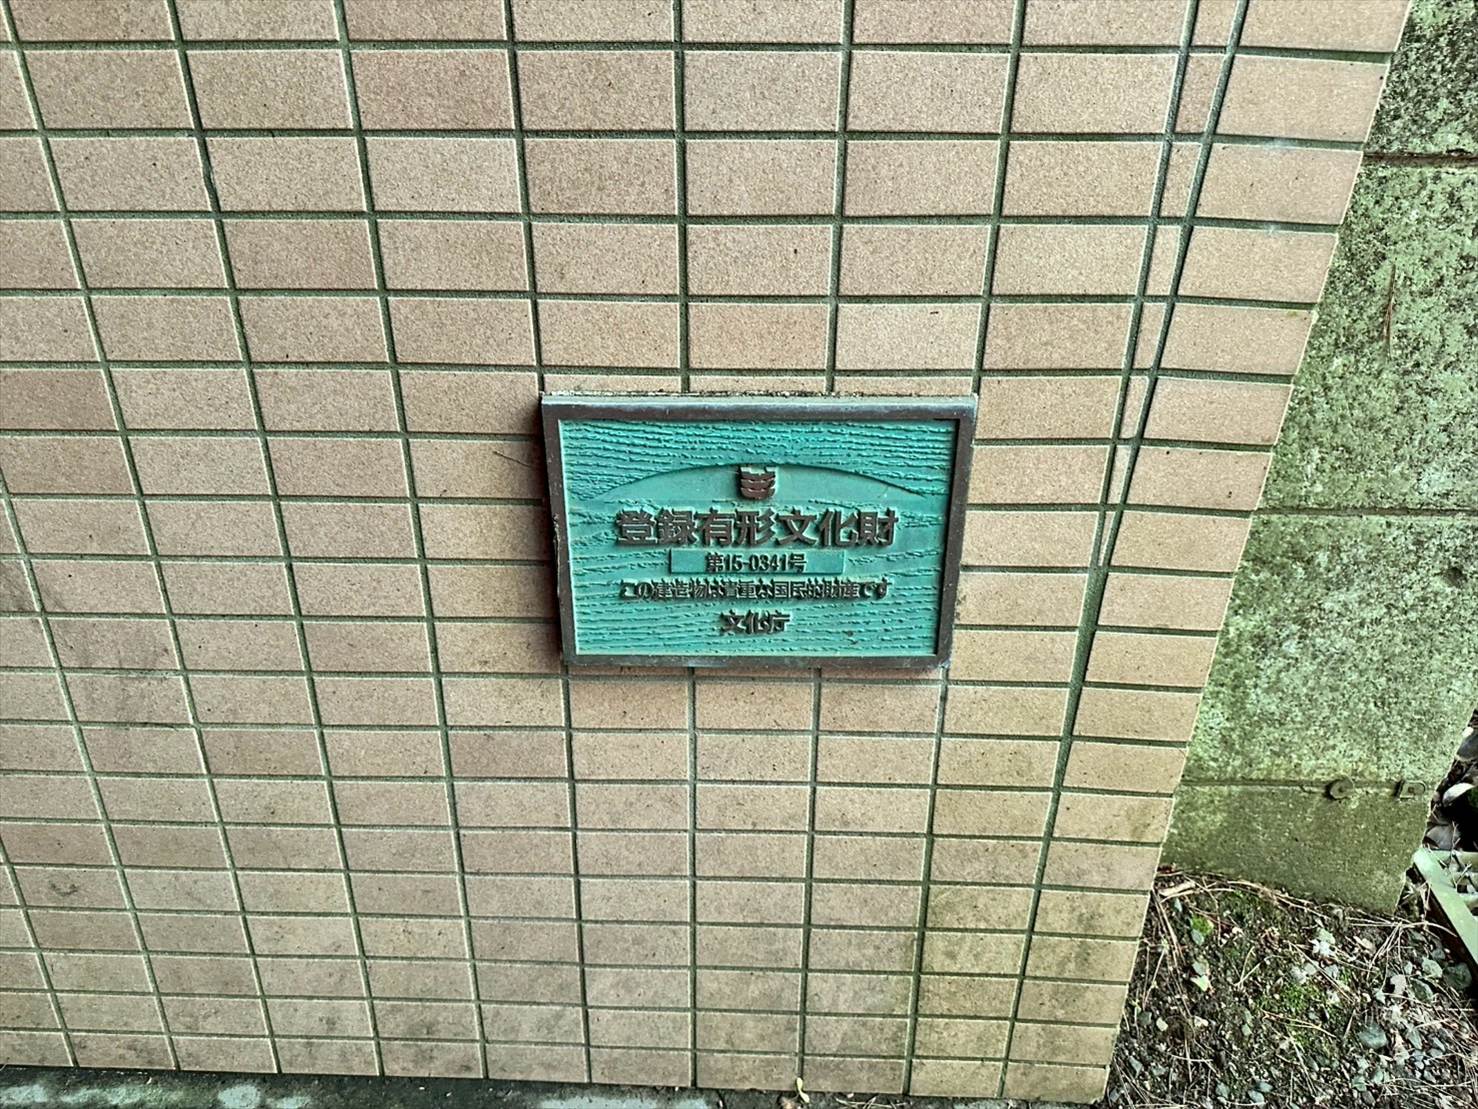 登録有形文化財
第15-0341号
この建造物は貴重な国民的財産です
文化庁